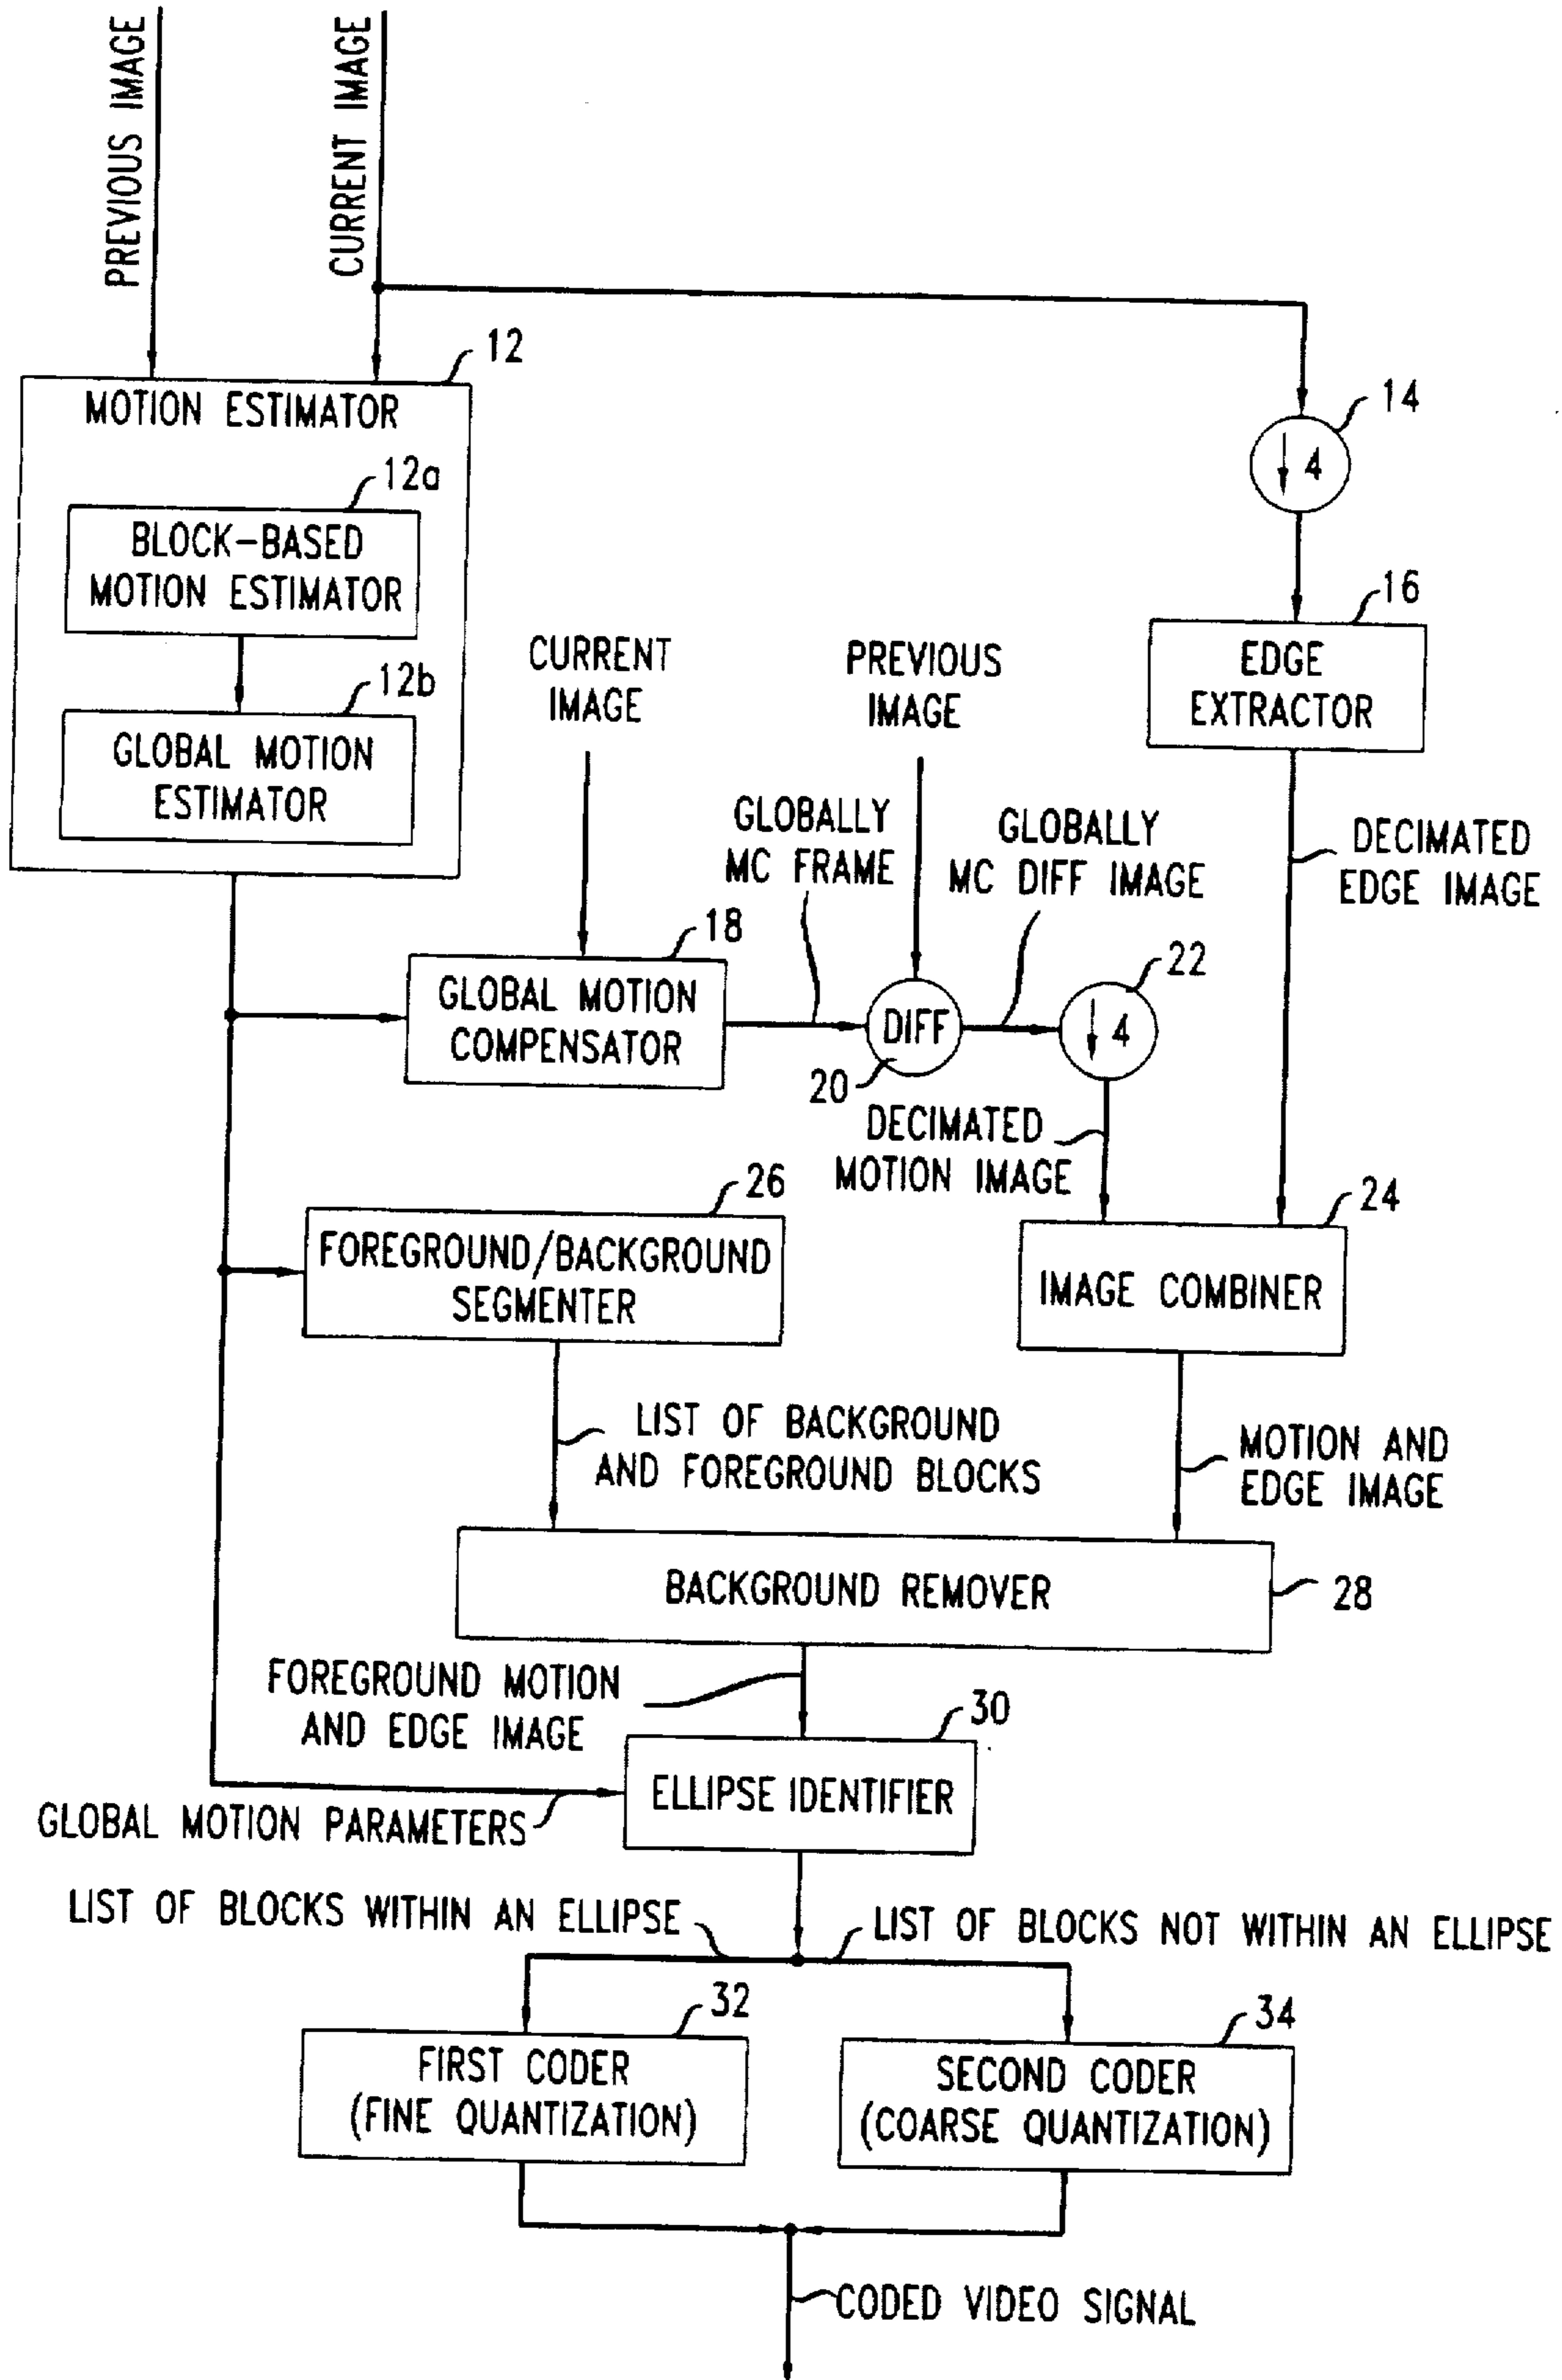 PREVIOUS IMAGE
CURRENT IMAGE
12
MOTION ESTIMATOR
14
↓ 4
12a
BLOCK-BASED
MOTION ESTIMATOR
16
EDGE
EXTRACTOR
CURRENT
IMAGE
PREVIOUS
IMAGE
12b
GLOBAL MOTION
ESTIMATOR
GLOBALLY
MC FRAME
GLOBALLY
MC DIFF IMAGE
DECIMATED
EDGE IMAGE
18
GLOBAL MOTION
COMPENSATOR
DIFF
20
22
↓ 4
DECIMATED
MOTION IMAGE
26
FOREGROUND/BACKGROUND
SEGMENTER
24
IMAGE COMBINER
LIST OF BACKGROUND
AND FOREGROUND BLOCKS
MOTION AND
EDGE IMAGE
BACKGROUND REMOVER
28
FOREGROUND MOTION
AND EDGE IMAGE
30
ELLIPSE IDENTIFIER
GLOBAL MOTION PARAMETERS
LIST OF BLOCKS WITHIN AN ELLIPSE
LIST OF BLOCKS NOT WITHIN AN ELLIPSE
32
FIRST CODER
(FINE QUANTIZATION)
34
SECOND CODER
(COARSE QUANTIZATION)
CODED VIDEO SIGNAL